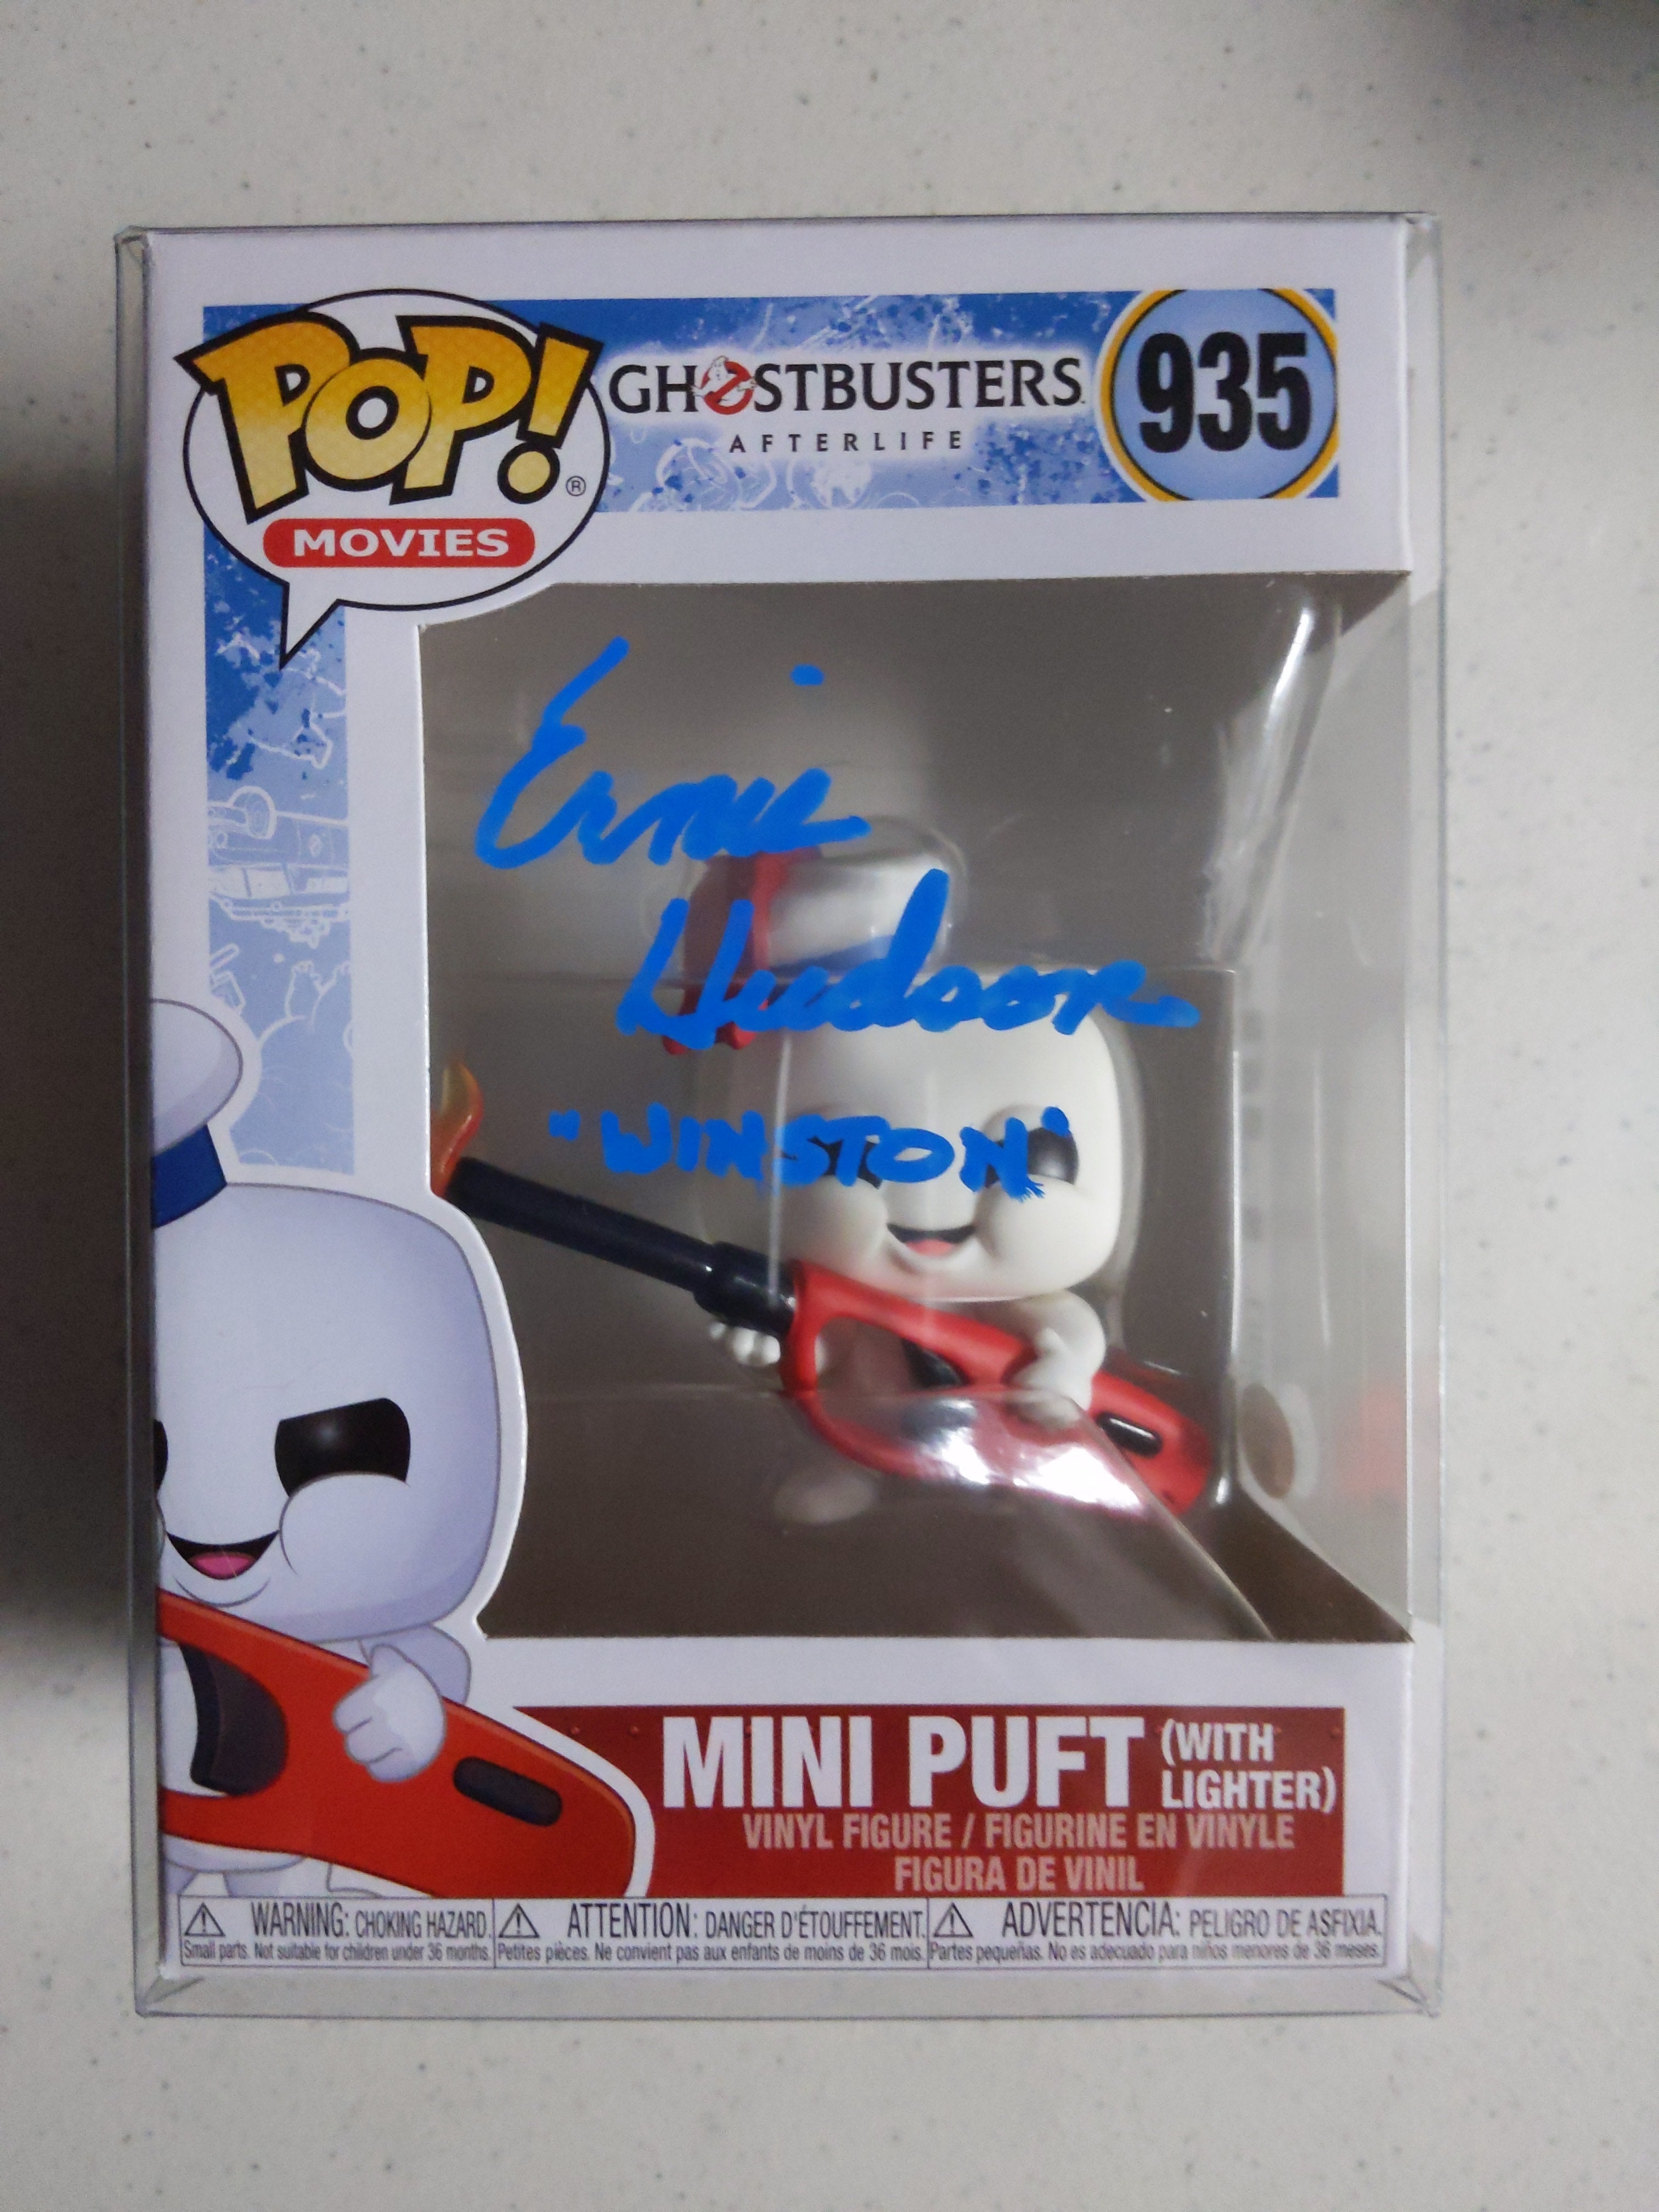 POP!®
MOVIES
GHOSTBUSTERS
AFTERLIFE
935
Ernie
Hudson
"WINSTON"
MINI PUFT (WITH LIGHTER)
VINYL FIGURE / FIGURINE EN VINYLE
FIGURA DE VINIL
WARNING: CHOKING HAZARD.
Small parts. Not suitable for children under 36 months.
ATTENTION: DANGER D'ÉTOUFFEMENT.
Petites pièces. Ne convient pas aux enfants de moins de 36 mois.
ADVERTENCIA: PELIGRO DE ASFIXIA.
Partes pequeñas. No es adecuado para niños menores de 36 meses.